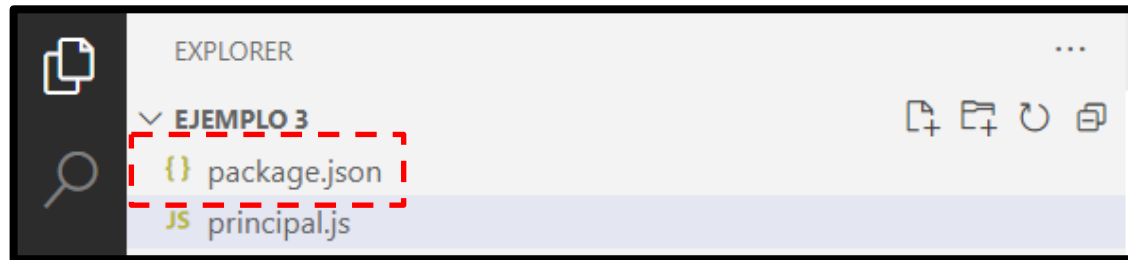 EXPLORER ...
EJEMPLO 3
{} package.json
JS principal.js